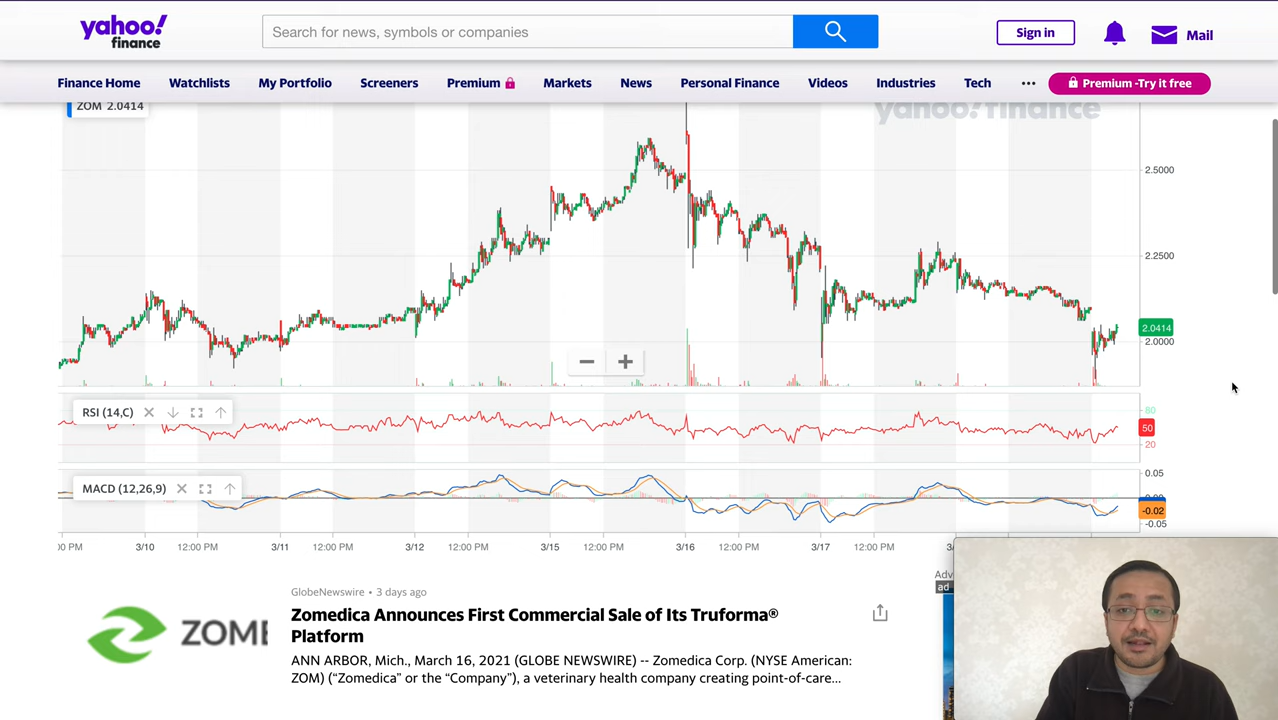 yahoo!
finance
Search for news, symbols or companies
Sign in
Mail
Finance Home
Watchlists
My Portfolio
Screeners
Premium
Markets
News
Personal Finance
Videos
Industries
Tech
Premium -Try it free
ZOM 2.0414
yahoo!finance
2.5000
2.2500
2.0414
2.0000
RSI (14,C)
80
50
20
MACD (12,26,9)
0.05
0.00
-0.02
-0.05
00 PM
3/10
12:00 PM
3/11
12:00 PM
3/12
12:00 PM
3/15
12:00 PM
3/16
12:00 PM
3/17
12:00 PM
GlobeNewswire • 3 days ago
Zomedica Announces First Commercial Sale of Its Truforma®
Platform
ANN ARBOR, Mich., March 16, 2021 (GLOBE NEWSWIRE) -- Zomedica Corp. (NYSE American:
ZOM) (“Zomedica” or the “Company”), a veterinary health company creating point-of-care...
ad